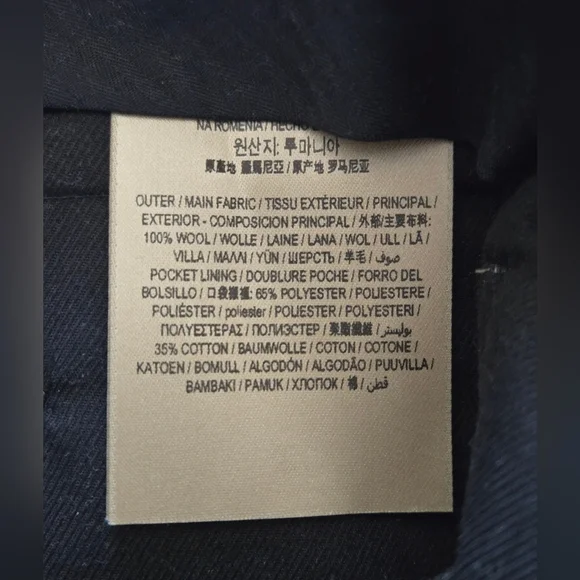 NA ROMENIA / HECHO
원산지: 루마니아
原產地 羅馬尼亞 / 原产地 罗马尼亚
OUTER / MAIN FABRIC / TISSU EXTÉRIEUR / PRINCIPAL /
EXTERIOR - COMPOSICION PRINCIPAL / 外部/主要布料:
100% WOOL / WOLLE / LAINE / LANA / WOL / ULL / LÃ /
VILLA / ΜΑΛΛΙ / YÜN / ШЕРСТЬ / 羊毛 / صوف
POCKET LINING / DOUBLURE POCHE / FORRO DEL
BOLSILLO / 口袋襯裡: 65% POLYESTER / POLIESTERE /
POLIÉSTER / poliester / POLIESTER / POLYESTERI /
ΠΟΛΥΕΣΤΕΡΑΣ / ПОЛИЭСТЕР / 聚酯纖維 / بوليستر
35% COTTON / BAUMWOLLE / COTON / COTONE /
KATOEN / BOMULL / ALGODÓN / ALGODÃO / PUUVILLA /
BAMBAKI / PAMUK / ХЛОПОК / 棉 / قطن